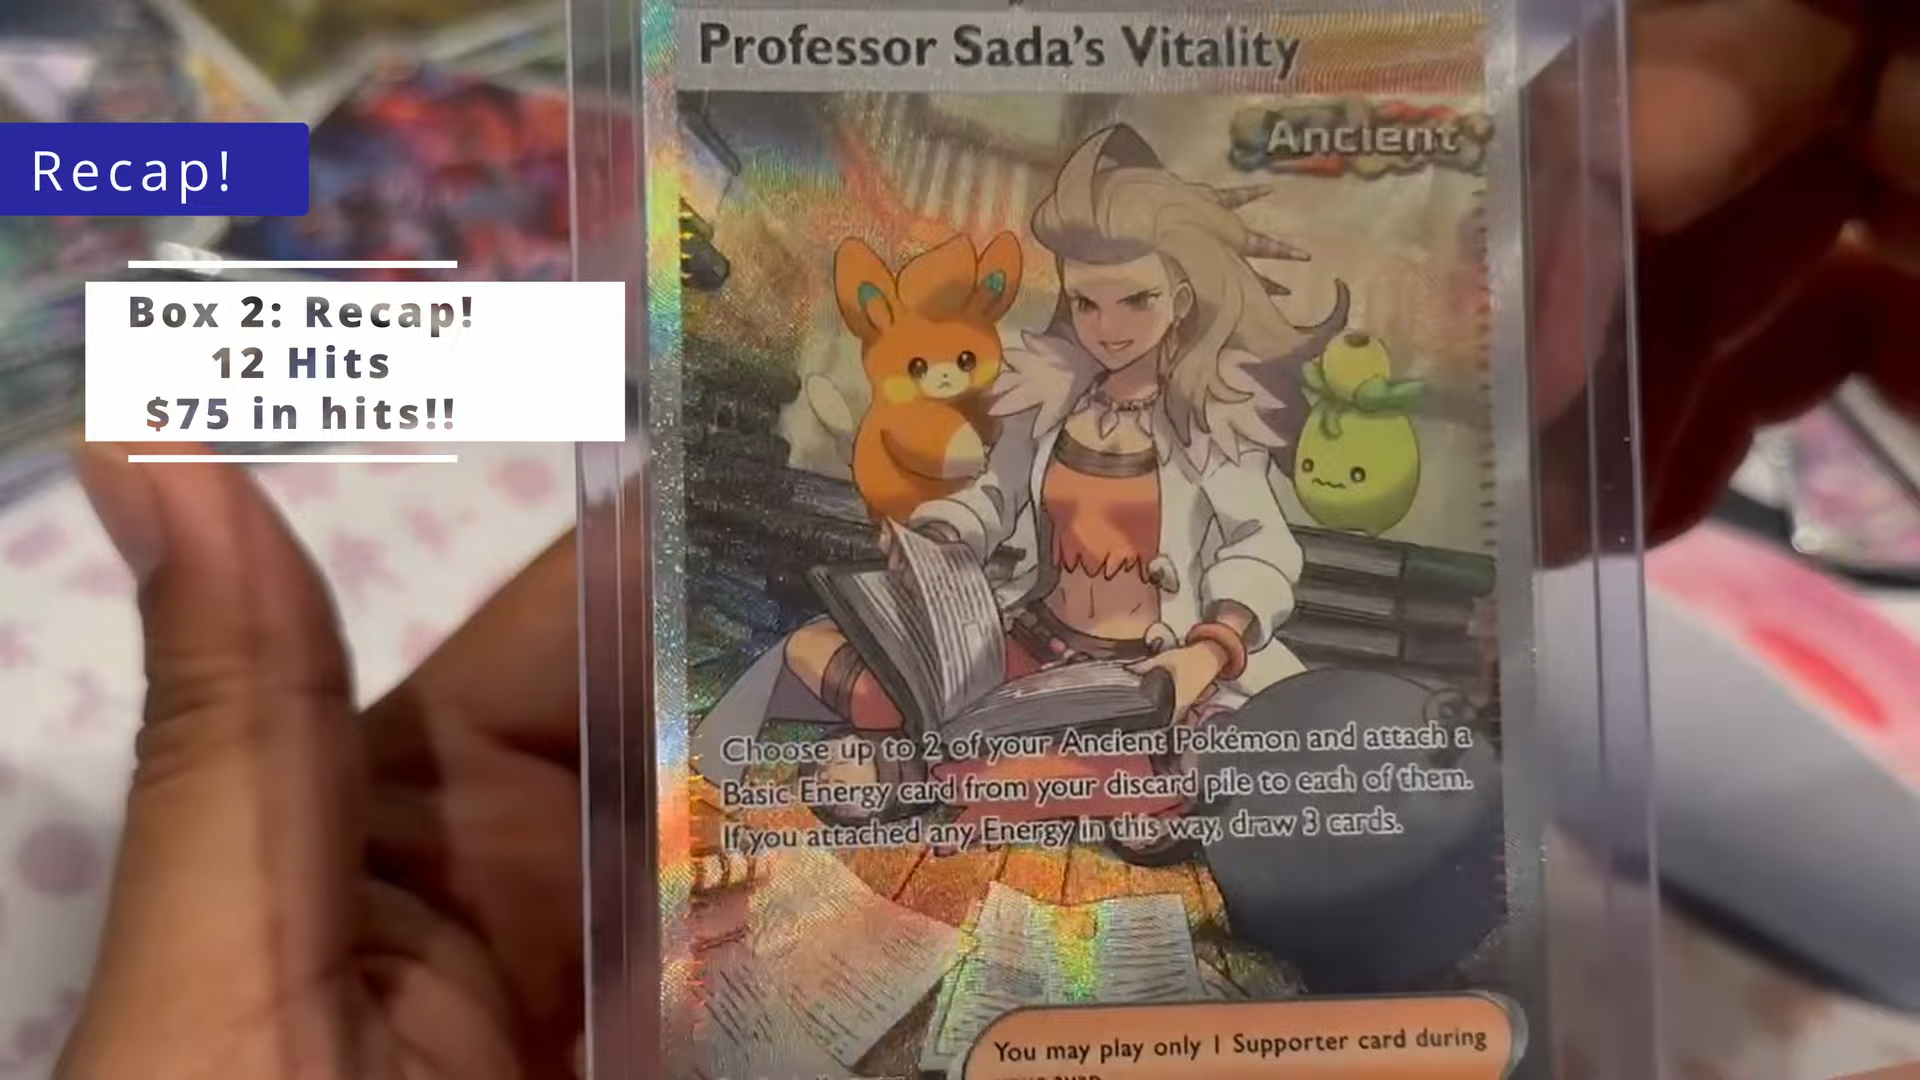 Professor Sada's Vitality
Ancient
Recap!
Box 2: Recap!
12 Hits
$75 in hits!!
Choose up to 2 of your Ancient Pokémon and attach a
Basic Energy card from your discard pile to each of them.
If you attached any Energy in this way, draw 3 cards.
You may play only 1 Supporter card during